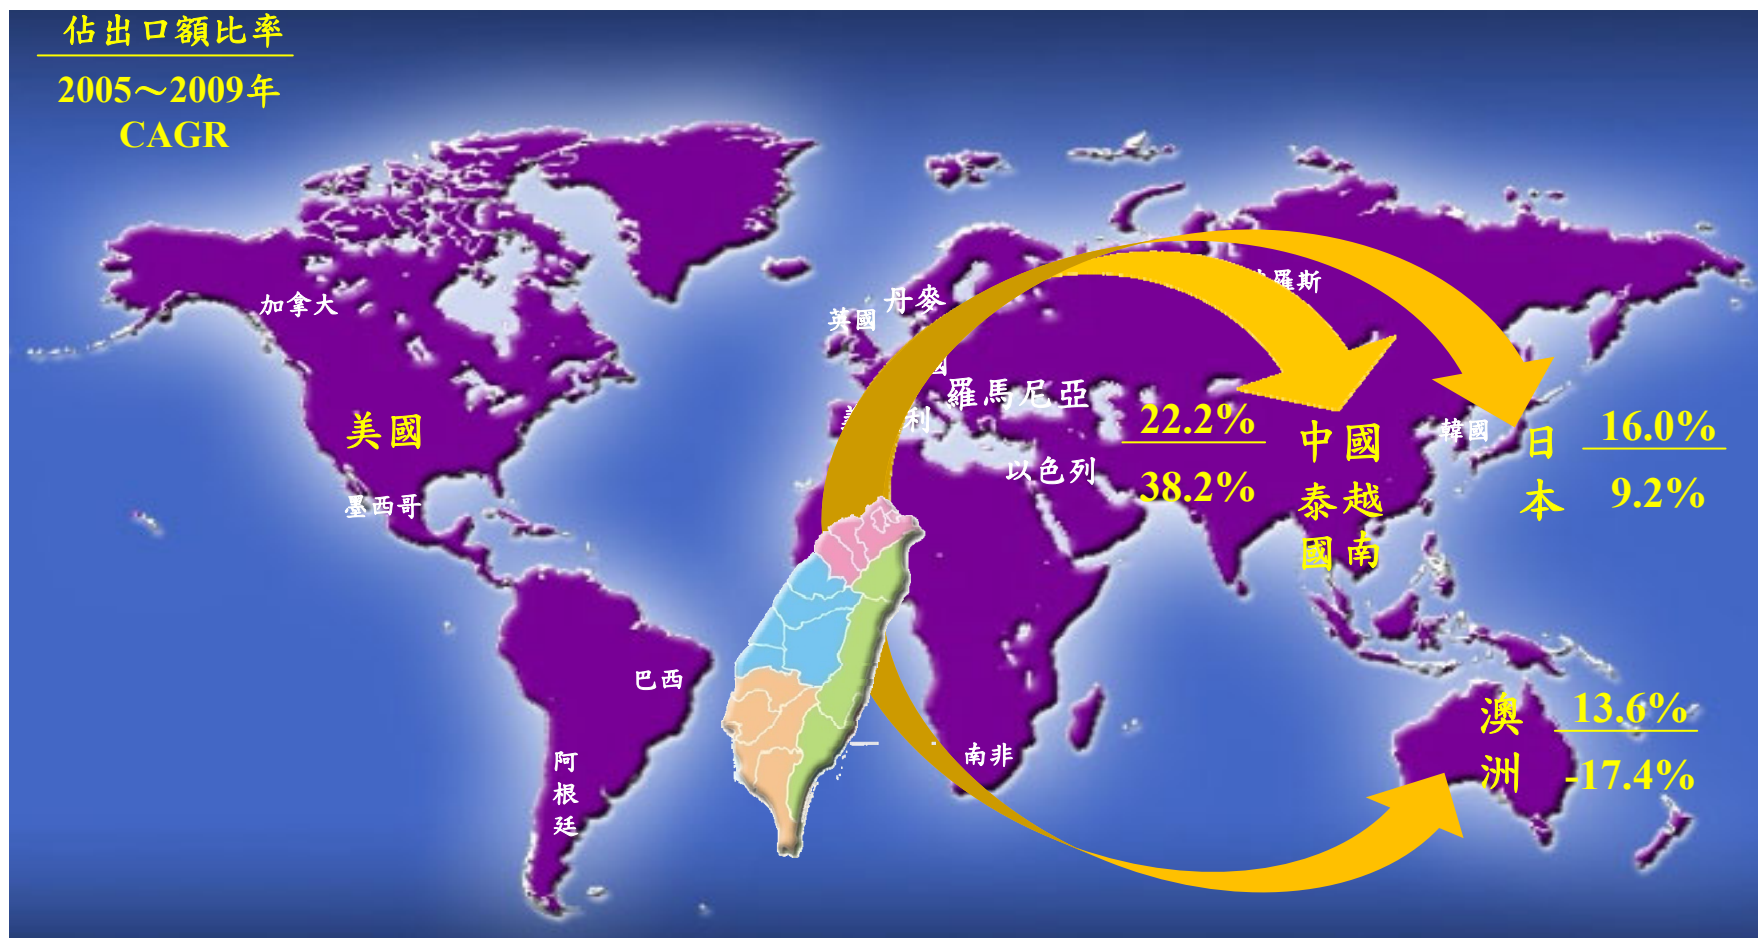 佔出口額比率
2005～2009年
CAGR
加拿大
美國
墨西哥
巴西
阿根廷
丹麥
英國
羅馬尼亞
以色列
南非
羅斯
利
22.2%
38.2%
中國
泰國
越南
韓國
日本
16.0%
9.2%
澳洲
13.6%
-17.4%